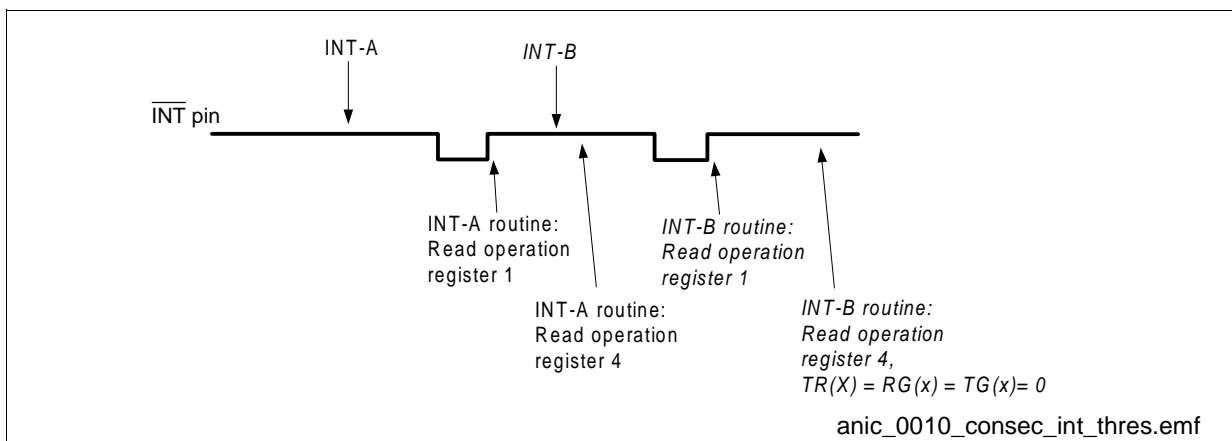 INT-A
INT-B
INT pin
INT-A routine:
Read operation
register 1
INT-B routine:
Read operation
register 1
INT-A routine:
Read operation
register 4
INT-B routine:
Read operation
register 4,
TR(X) = RG(x) = TG(x)= 0
anic_0010_consec_int_thres.emf